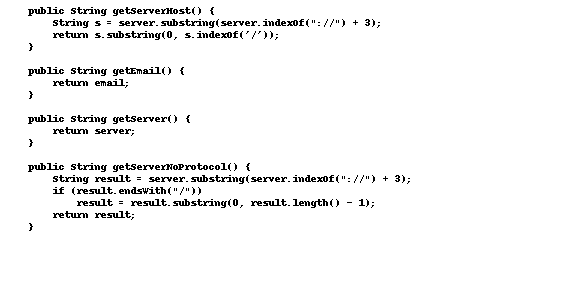 public String getServerHost() {
    String s = server.substring(server.indexOf("://") + 3);
    return s.substring(0, s.indexOf('/'));
}

public String getEmail() {
    return email;
}

public String getServer() {
    return server;
}

public String getServerNoProtocol() {
    String result = server.substring(server.indexOf("://") + 3);
    if (result.endsWith("/"))
        result = result.substring(0, result.length() - 1);
    return result;
}